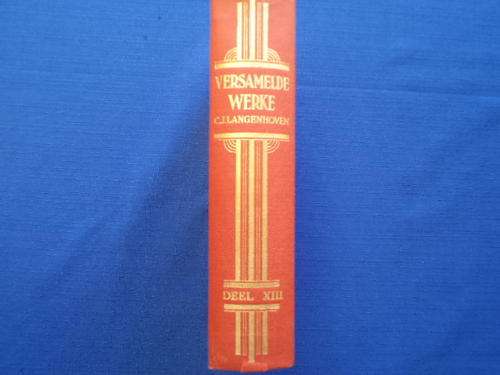 VERSAMELDE
WERKE
C.J. LANGENHOVEN
DEEL XIII